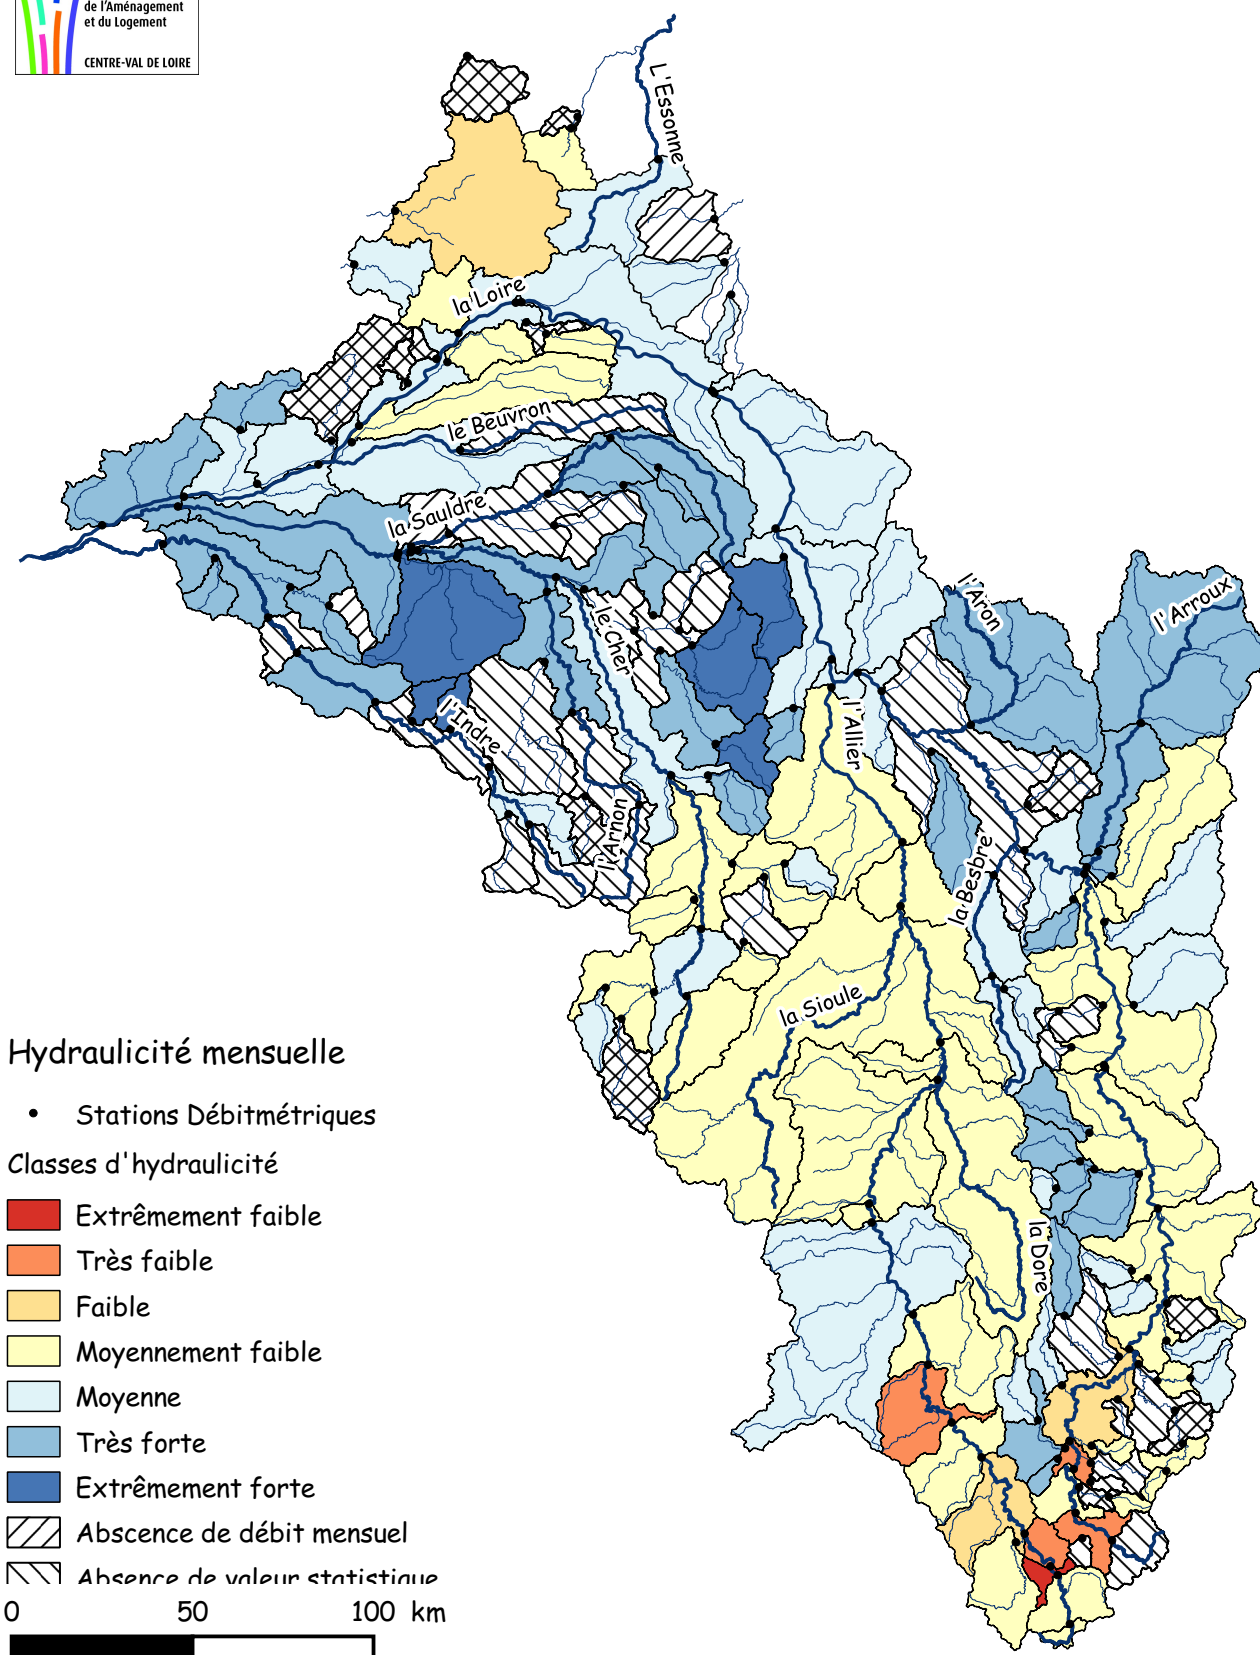 de l'Aménagement
et du Logement
CENTRE-VAL DE LOIRE
L'Essonne
la Loire
le Beuvron
la Sauldre
le Cher
l'Aron
l'Arroux
l'Indre
l'Allier
l'Arnon
la Besbre
la Sioule
la Dore
Hydraulicité mensuelle
Stations Débitmétriques
Classes d'hydraulicité
Extrêmement faible
Très faible
Faible
Moyennement faible
Moyenne
Très forte
Extrêmement forte
Abscence de débit mensuel
Absence de valeur statistique
0 50 100 km